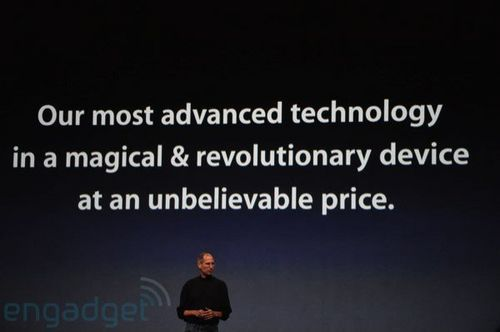 Our most advanced technology
in a magical & revolutionary device
at an unbelievable price.
engadget